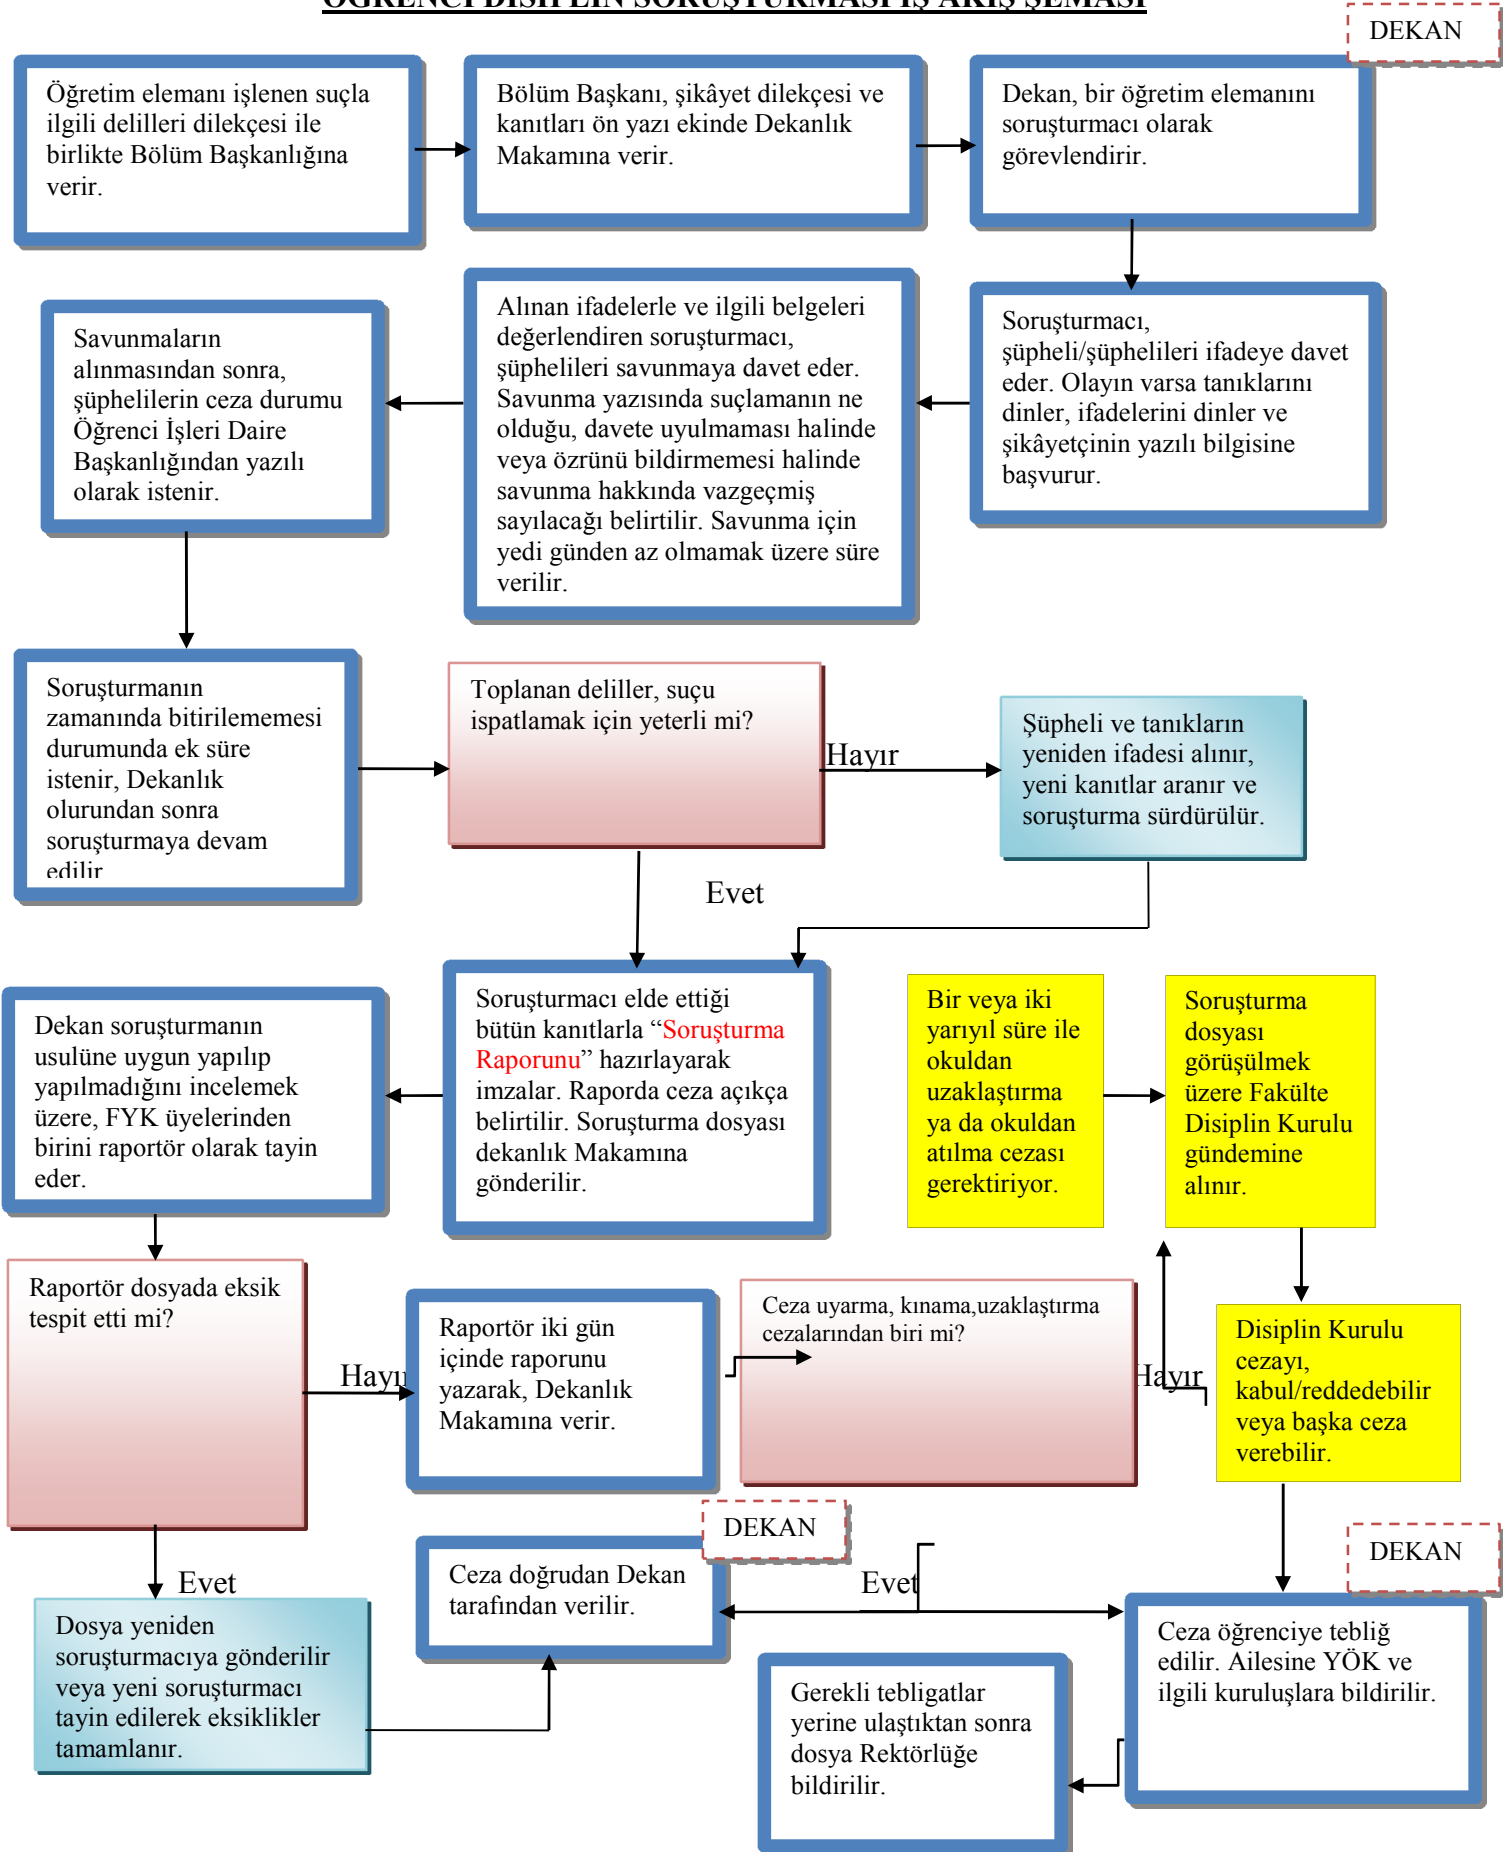 ÖĞRENCİ DİSİPLİN SORUŞTURMASI İŞ AKIŞ ŞEMASI
DEKAN
Öğretim elemanı işlenen suçla
ilgili delilleri dilekçesi ile
birlikte Bölüm Başkanlığına
verir.
Bölüm Başkanı, şikâyet dilekçesi ve
kanıtları ön yazı ekinde Dekanlık
Makamına verir.
Dekan, bir öğretim elemanını
soruşturmacı olarak
görevlendirir.
Soruşturmacı,
şüpheli/şüphelileri ifadeye davet
eder. Olayın varsa tanıklarını
dinler, ifadelerini dinler ve
şikâyetçinin yazılı bilgisine
başvurur.
Alınan ifadelerle ve ilgili belgeleri
değerlendiren soruşturmacı,
şüphelileri savunmaya davet eder.
Savunma yazısında suçlamanın ne
olduğu, davete uyulmaması halinde
veya özrünü bildirmemesi halinde
savunma hakkında vazgeçmiş
sayılacağı belirtilir. Savunma için
yedi günden az olmamak üzere süre
verilir.
Savunmaların
alınmasından sonra,
şüphelilerin ceza durumu
Öğrenci İşleri Daire
Başkanlığından yazılı
olarak istenir.
Soruşturmanın
zamanında bitirilememesi
durumunda ek süre
istenir, Dekanlık
olurundan sonra
soruşturmaya devam
edilir
Toplanan deliller, suçu
ispatlamak için yeterli mi?
Hayır
Şüpheli ve tanıkların
yeniden ifadesi alınır,
yeni kanıtlar aranır ve
soruşturma sürdürülür.
Evet
Soruşturmacı elde ettiği
bütün kanıtlarla “Soruşturma
Raporunu” hazırlayarak
imzalar. Raporda ceza açıkça
belirtilir. Soruşturma dosyası
dekanlık Makamına
gönderilir.
Dekan soruşturmanın
usulüne uygun yapılıp
yapılmadığını incelemek
üzere, FYK üyelerinden
birini raportör olarak tayin
eder.
Bir veya iki
yarıyıl süre ile
okuldan
uzaklaştırma
ya da okuldan
atılma cezası
gerektiriyor.
Soruşturma
dosyası
görüşülmek
üzere Fakülte
Disiplin Kurulu
gündemine
alınır.
Raportör dosyada eksik
tespit etti mi?
Hayır
Raportör iki gün
içinde raporunu
yazarak, Dekanlık
Makamına verir.
Ceza uyarma, kınama,uzaklaştırma
cezalarından biri mi?
Hayır
Disiplin Kurulu
cezayı,
kabul/reddedebilir
veya başka ceza
verebilir.
Evet
Dosya yeniden
soruşturmacıya gönderilir
veya yeni soruşturmacı
tayin edilerek eksiklikler
tamamlanır.
DEKAN
Ceza doğrudan Dekan
tarafından verilir.
Evet
DEKAN
Ceza öğrenciye tebliğ
edilir. Ailesine YÖK ve
ilgili kuruluşlara bildirilir.
Gerekli tebligatlar
yerine ulaştıktan sonra
dosya Rektörlüğe
bildirilir.